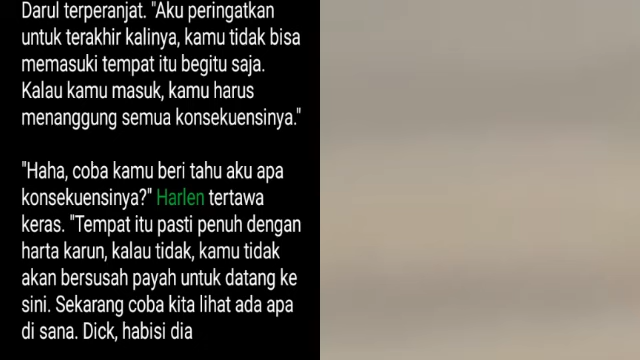 Darul terperanjat. "Aku peringatkan
untuk terakhir kalinya, kamu tidak bisa
memasuki tempat itu begitu saja.
Kalau kamu masuk, kamu harus
menanggung semua konsekuensinya."
"Haha, coba kamu beri tahu aku apa
konsekuensinya?" Harlen tertawa
keras. "Tempat itu pasti penuh dengan
harta karun, kalau tidak, kamu tidak
akan bersusah payah untuk datang ke
sini. Sekarang coba kita lihat ada apa
di sana. Dick, habisi dia